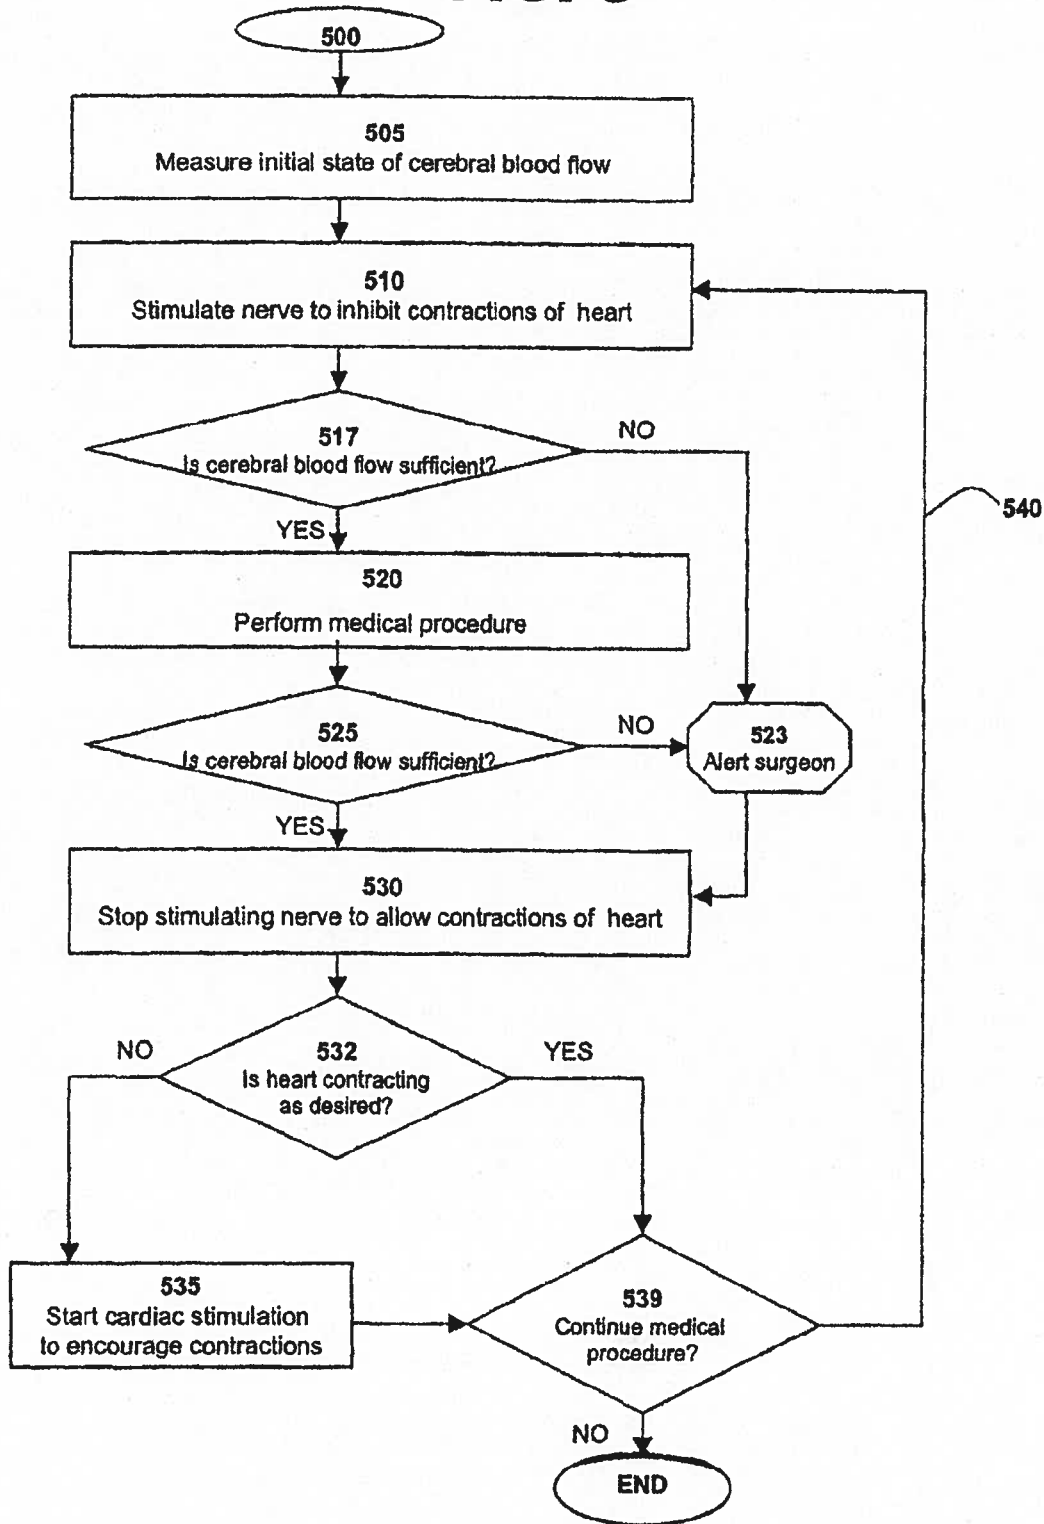 500
505
Measure initial state of cerebral blood flow
510
Stimulate nerve to inhibit contractions of heart
517
Is cerebral blood flow sufficient?
NO
540
YES
520
Perform medical procedure
525
Is cerebral blood flow sufficient?
NO
523
Alert surgeon
YES
530
Stop stimulating nerve to allow contractions of heart
NO
532
Is heart contracting
as desired?
YES
535
Start cardiac stimulation
to encourage contractions
539
Continue medical
procedure?
NO
END